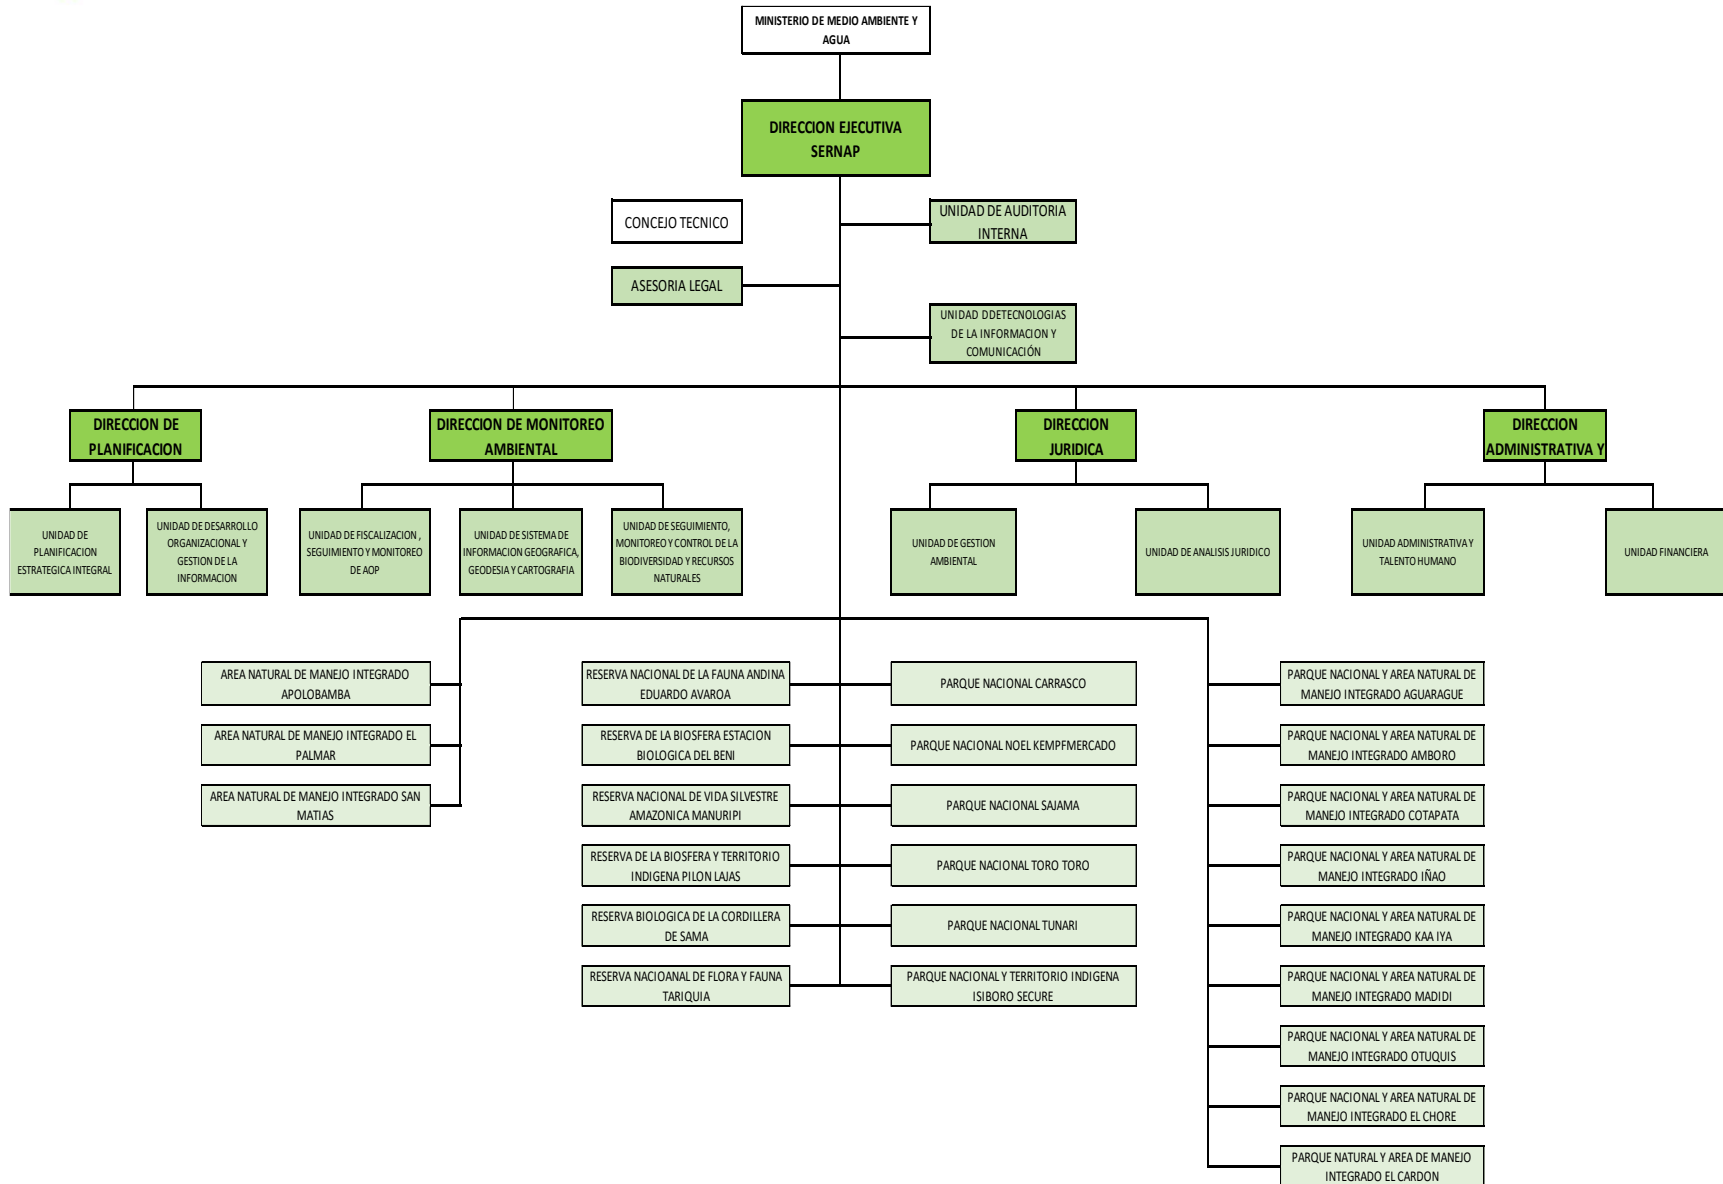 MINISTERIO DE MEDIO AMBIENTE Y
AGUA
DIRECCION EJECUTIVA
SERNAP
CONCEJO TECNICO
UNIDAD DE AUDITORIA
INTERNA
ASESORIA LEGAL
UNIDAD DDETECNOLOGIAS
DE LA INFORMACION Y
COMUNICACIÓN
DIRECCION DE
PLANIFICACION
DIRECCION DE MONITOREO
AMBIENTAL
DIRECCION
JURIDICA
DIRECCION
ADMINISTRATIVA Y
UNIDAD DE
PLANIFICACION
ESTRATEGICA INTEGRAL
UNIDAD DE DESARROLLO
ORGANIZACIONAL Y
GESTION DE LA
INFORMACION
UNIDAD DE FISCALIZACION ,
SEGUIMIENTO Y MONITOREO
DE AOP
UNIDAD DE SISTEMA DE
INFORMACION GEOGRAFICA,
GEODESIA Y CARTOGRAFIA
UNIDAD DE SEGUIMIENTO,
MONITOREO Y CONTROL DE LA
BIODIVERSIDAD Y RECURSOS
NATURALES
UNIDAD DE GESTION
AMBIENTAL
UNIDAD DE ANALISIS JURIDICO
UNIDAD ADMINISTRATIVA Y
TALENTO HUMANO
UNIDAD FINANCIERA
AREA NATURAL DE MANEJO INTEGRADO
APOLOBAMBA
AREA NATURAL DE MANEJO INTEGRADO EL
PALMAR
AREA NATURAL DE MANEJO INTEGRADO SAN
MATIAS
RESERVA NACIONAL DE LA FAUNA ANDINA
EDUARDO AVAROA
RESERVA DE LA BIOSFERA ESTACION
BIOLOGICA DEL BENI
RESERVA NACIONAL DE VIDA SILVESTRE
AMAZONICA MANURIPI
RESERVA DE LA BIOSFERA Y TERRITORIO
INDIGENA PILON LAJAS
RESERVA BIOLOGICA DE LA CORDILLERA
DE SAMA
RESERVA NACIOANAL DE FLORA Y FAUNA
TARIQUIA
PARQUE NACIONAL CARRASCO
PARQUE NACIONAL NOEL KEMPFMERCADO
PARQUE NACIONAL SAJAMA
PARQUE NACIONAL TORO TORO
PARQUE NACIONAL TUNARI
PARQUE NACIONAL Y TERRITORIO INDIGENA
ISIBORO SECURE
PARQUE NACIONAL Y AREA NATURAL DE
MANEJO INTEGRADO AGUARAGUE
PARQUE NACIONAL Y AREA NATURAL DE
MANEJO INTEGRADO AMBORO
PARQUE NACIONAL Y AREA NATURAL DE
MANEJO INTEGRADO COTAPATA
PARQUE NACIONAL Y AREA NATURAL DE
MANEJO INTEGRADO IÑAO
PARQUE NACIONAL Y AREA NATURAL DE
MANEJO INTEGRADO KAA IYA
PARQUE NACIONAL Y AREA NATURAL DE
MANEJO INTEGRADO MADIDI
PARQUE NACIONAL Y AREA NATURAL DE
MANEJO INTEGRADO OTUQUIS
PARQUE NACIONAL Y AREA NATURAL DE
MANEJO INTEGRADO EL CHORE
PARQUE NATURAL Y AREA DE MANEJO
INTEGRADO EL CARDON